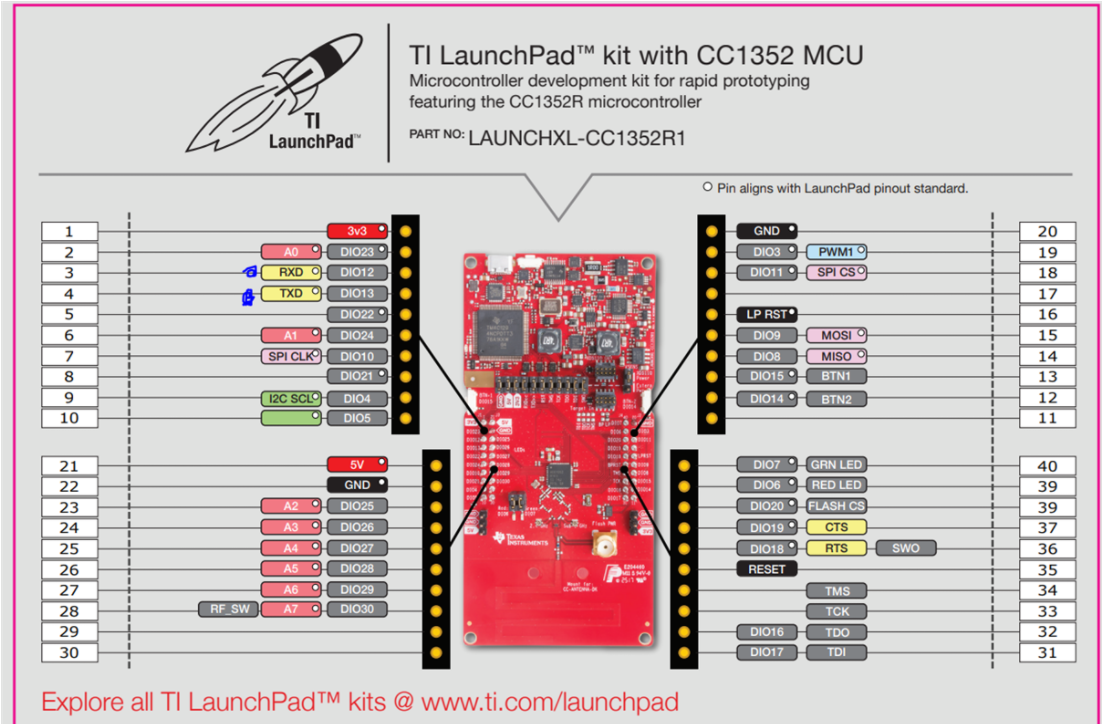 TI LaunchPad™ kit with CC1352 MCU
Microcontroller development kit for rapid prototyping
featuring the CC1352R microcontroller
PART NO: LAUNCHXL-CC1352R1
TI
LaunchPad™
Pin aligns with LaunchPad pinout standard.
1 3v3
2 A0 DIO23
3 RXD DIO12
4 TXD DIO13
5 DIO22
6 A1 DIO24
7 SPI CLK DIO10
8 DIO21
9 I2C SCL DIO4
10 DIO5
GND 20
DIO3 PWM1 19
DIO11 SPI CS 18
17
LP RST 16
DIO9 MOSI 15
DIO8 MISO 14
DIO15 BTN1 13
DIO14 BTN2 12
11
21 5V
22 GND
23 A2 DIO25
24 A3 DIO26
25 A4 DIO27
26 A5 DIO28
27 A6 DIO29
28 RF_SW A7 DIO30
29
30
DIO7 GRN LED 40
DIO6 RED LED 39
DIO20 FLASH CS 39
DIO19 CTS 37
DIO18 RTS SWO 36
RESET 35
TMS 34
TCK 33
DIO16 TDO 32
DIO17 TDI 31
TEXAS
INSTRUMENTS
Explore all TI LaunchPad™ kits @ www.ti.com/launchpad